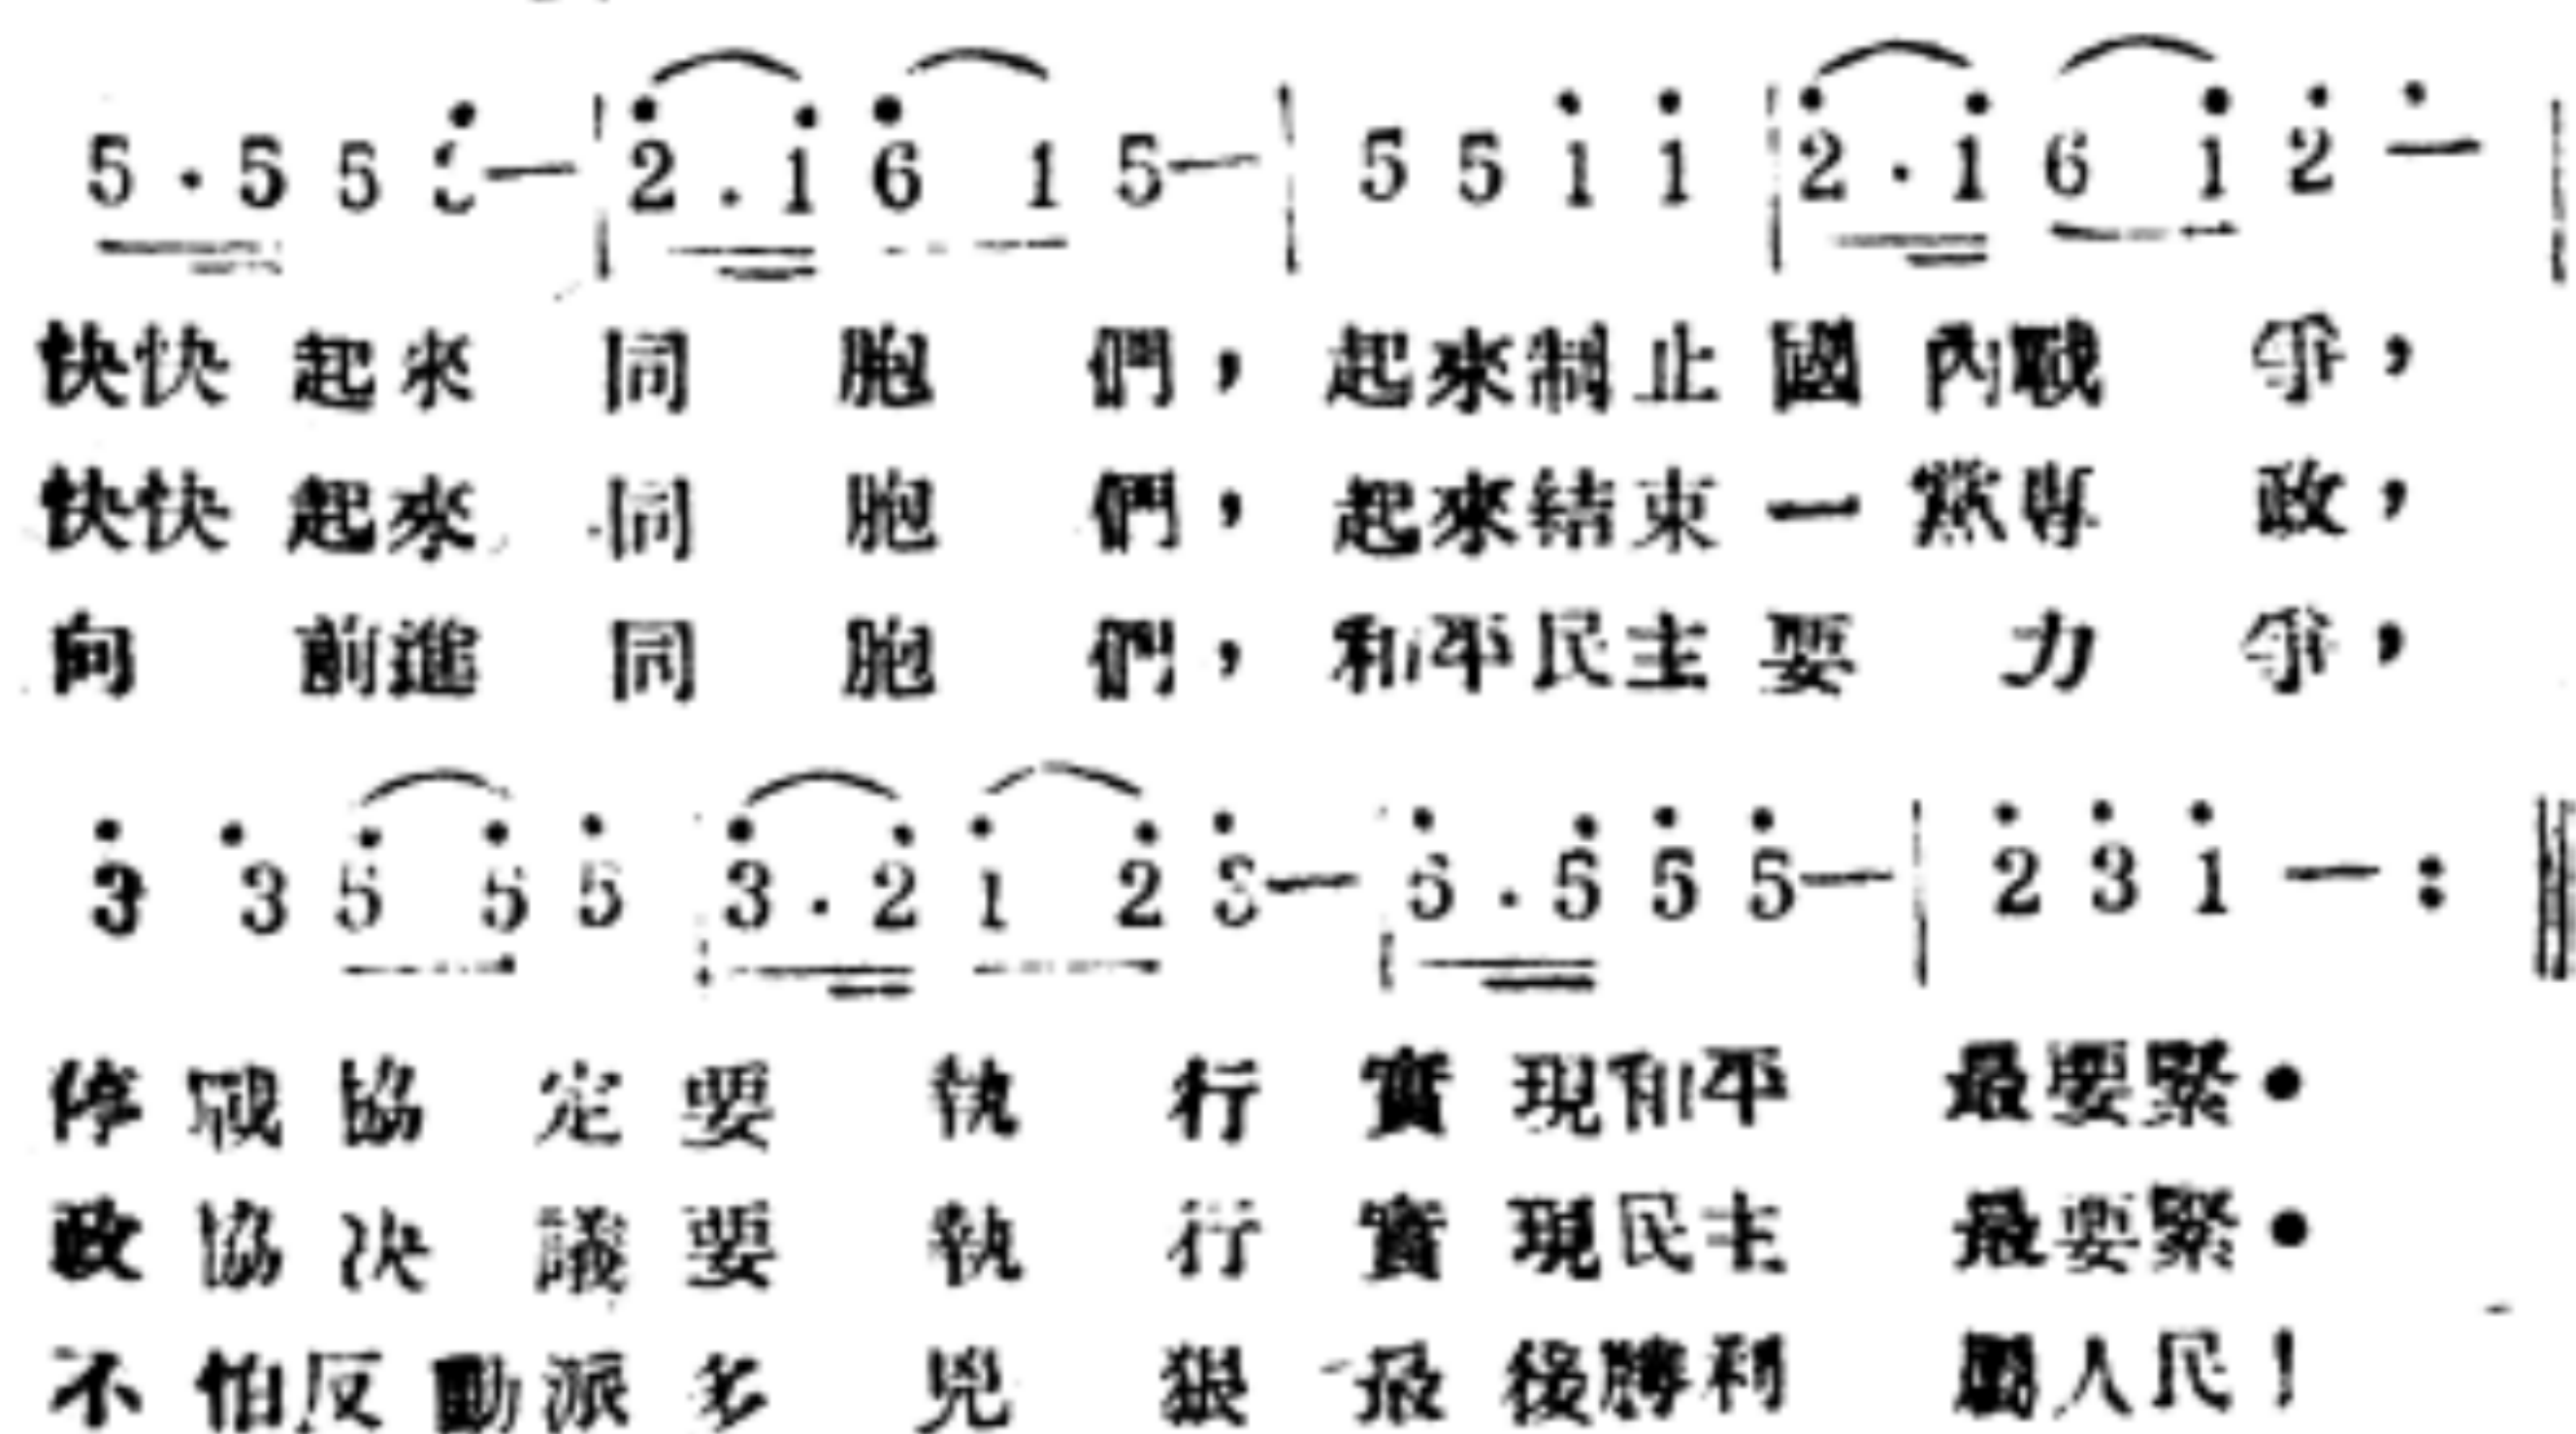 5 . 5 5 3̇ — | 2̇ . 1̇ 6̇ 1 5 — | 5 5 1̇ 1̇ | 2̇ . 1̇ 6 1̇ 2̇ — |
快快起來 同 胞 們，起來制止國內戰 爭，
快快起來 同 胞 們，起來结束一黨專 政，
向 前進 同 胞 們，和平民主要 力 爭，
3̇ 3̇ 5̇ 5̇ 5̇ | 3̇ . 2̇ 1̇ 2̇ 3̇ — | 5̇ . 5̇ 5̇ 5̇ — | 2̇ 3̇ 1̇ — :‖
停戰協 定要 執 行 實現和平 最要緊•
政協决 議要 執 行 實現民主 最要緊•
不怕反動派多 兇 狠 最後勝利 屬人民！